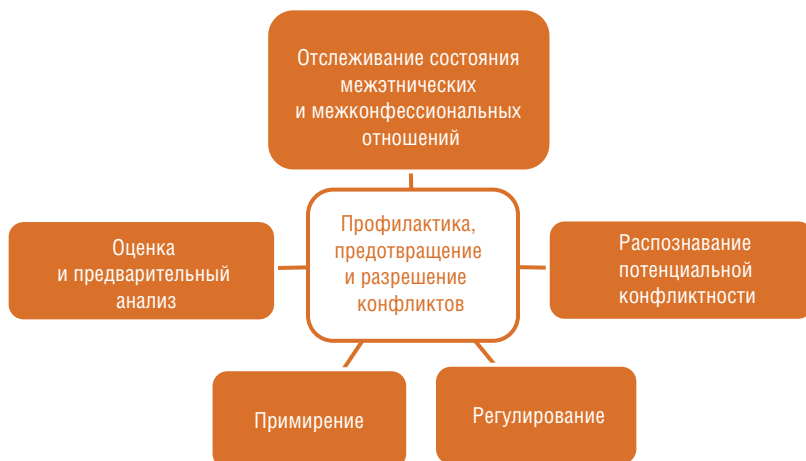 Отслеживание состояния
межэтнических
и межконфессиональных
отношений
Профилактика,
предотвращение
и разрешение
конфликтов
Оценка
и предварительный
анализ
Распознавание
потенциальной
конфликтности
Примирение
Регулирование